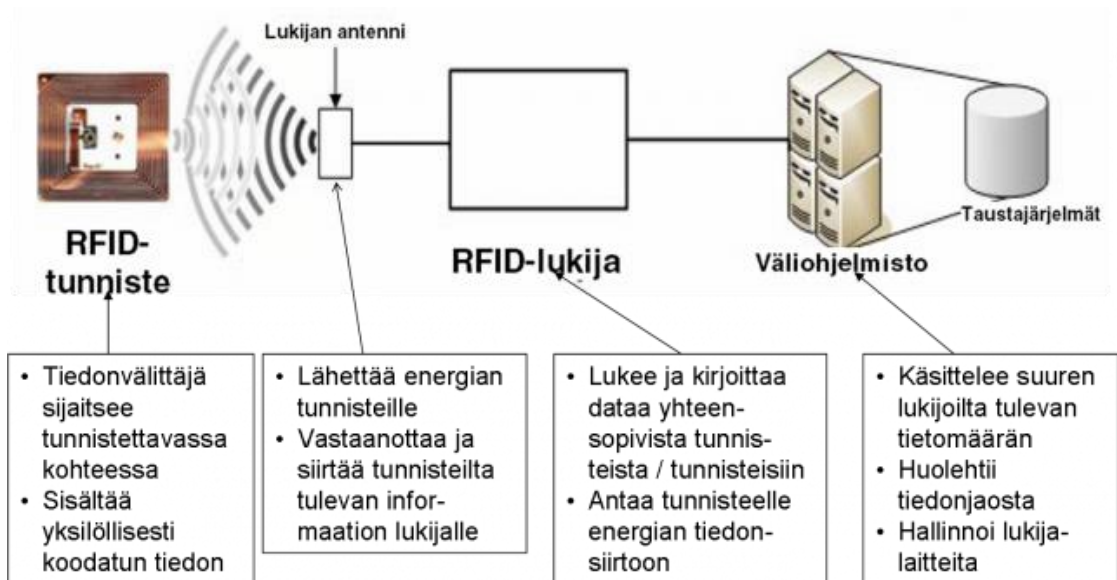 Lukijan antenni
RFID-
tunniste
RFID-lukija
Väliohjelmisto
Taustajärjelmät
• Tiedonvälittäjä
sijaitsee
tunnistettavassa
kohteessa
• Sisältää
yksilöllisesti
koodatun tiedon
• Lähettää energian
tunnisteille
• Vastaanottaa ja
siirtää tunnisteilta
tulevan infor-
maation lukijalle
• Lukee ja kirjoittaa
dataa yhteen-
sopivista tunnis-
teista / tunnisteisiin
• Antaa tunnisteelle
energian tiedon-
siirtoon
• Käsittelee suuren
lukijoilta tulevan
tietomäärän
• Huolehtii
tiedonjaosta
• Hallinnoi lukija-
laitteita